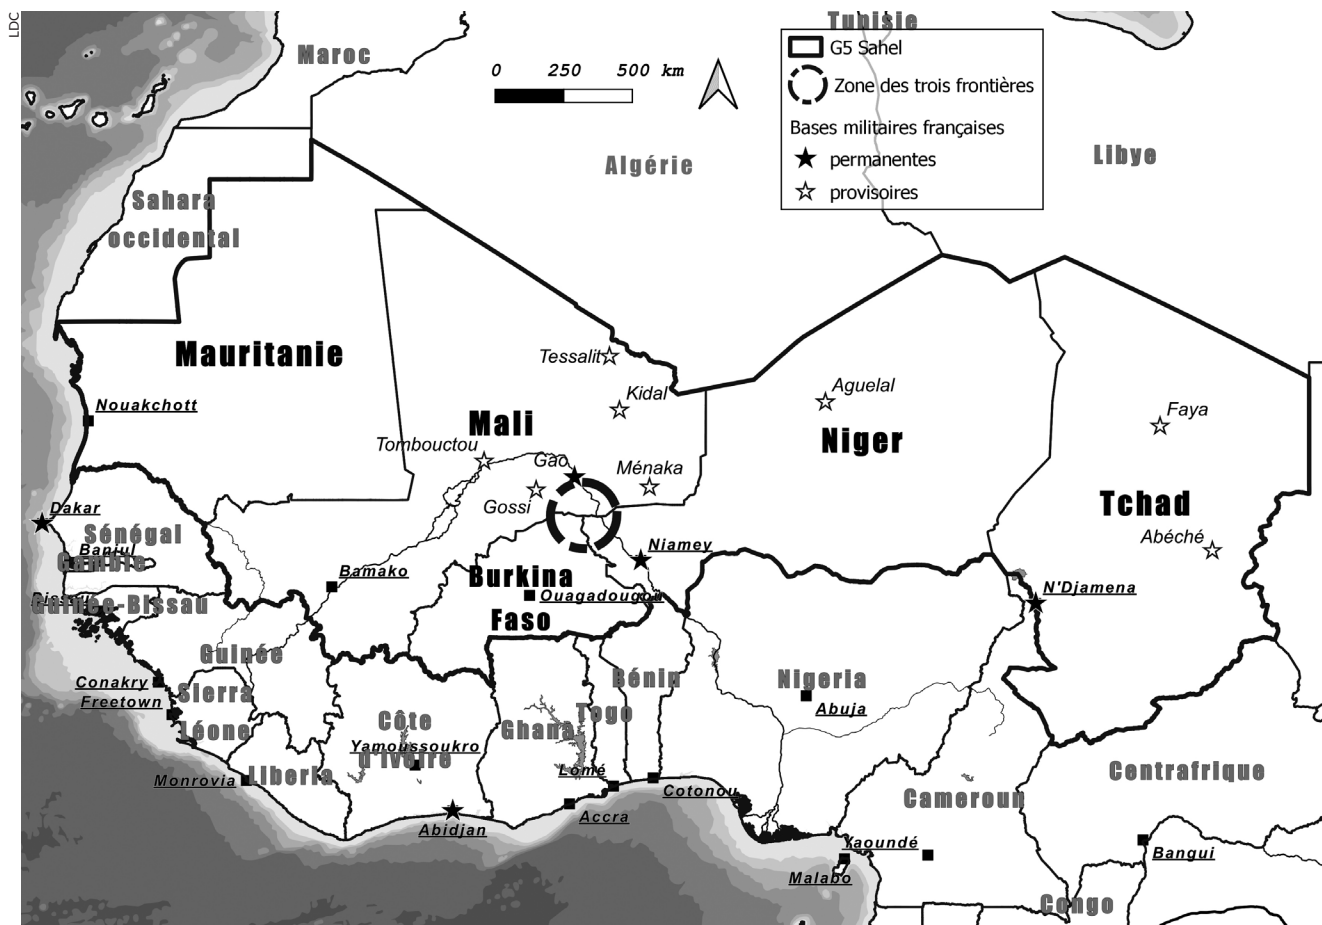 LDC
Tunisie
Maroc
0 250 500 km
G5 Sahel
Zone des trois frontières
Bases militaires françaises
permanentes
provisoires
Algérie
Libye
Sahara
occidental
Mauritanie
Tessalit
Kidal
Aguelal
Faya
Nouakchott
Mali
Niger
Tombouctou
Gao
Ménaka
Gossi
Tchad
Abéché
Dakar
Sénégal
Banjul
Gambie
Niamey
Bamako
Burkina
Ouagadougou
Faso
N'Djamena
Guinée-Bissau
Guinée
Bénin
Nigeria
Conakry
Sierra
Freetown
Léone
Abuja
Côte
d'Ivoire
Yamoussoukro
Ghana
Togo
Monrovia
Liberia
Lomé
Cotonou
Centrafrique
Cameroun
Abidjan
Accra
Yaoundé
Malabo
Bangui
Congo